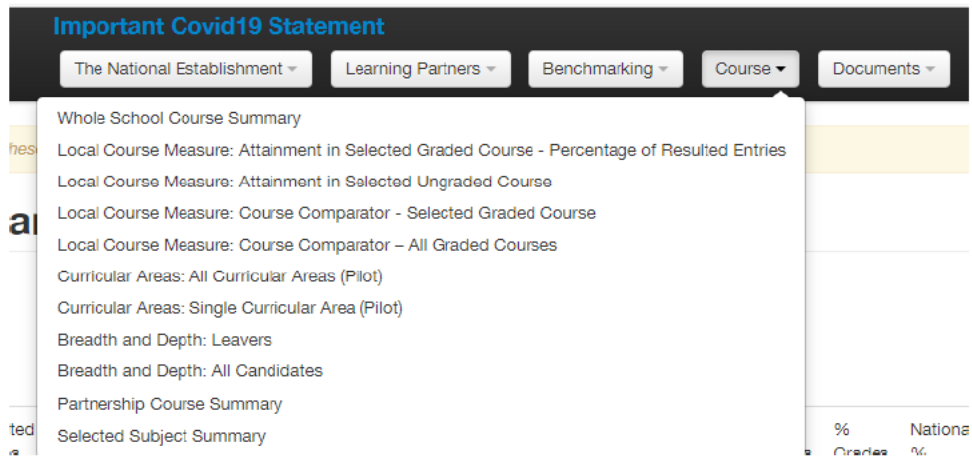 Important Covid19 Statement
The National Establishment
Learning Partners
Benchmarking
Course
Documents
Whole School Course Summary
Local Course Measure: Attainment in Selected Graded Course - Percentage of Resulted Entries
Local Course Measure: Attainment in Selected Ungraded Course
Local Course Measure: Course Comparator - Selected Graded Course
Local Course Measure: Course Comparator – All Graded Courses
Curricular Areas: All Curricular Areas (Pilot)
Curricular Areas: Single Curricular Area (Pilot)
Breadth and Depth: Leavers
Breadth and Depth: All Candidates
Partnership Course Summary
Selected Subject Summary
%
Grades
%